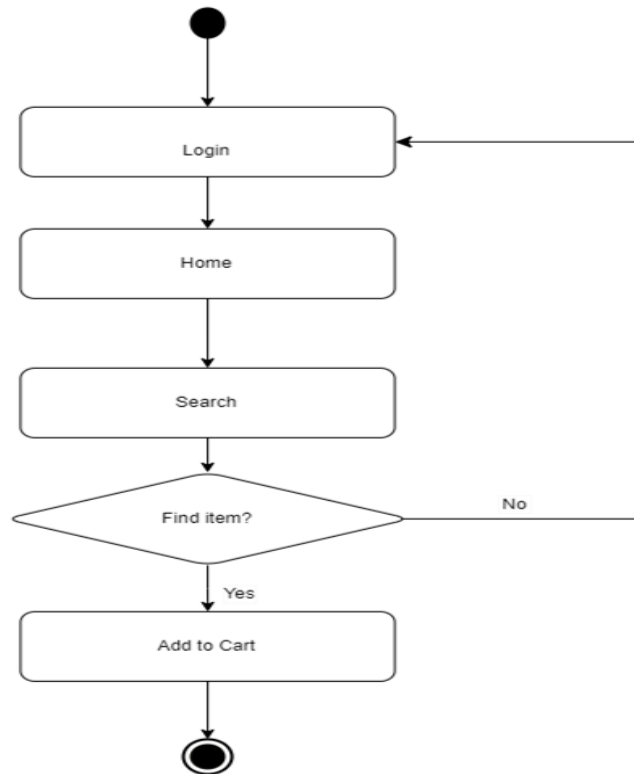 Login
Home
Search
Find item?
No
Yes
Add to Cart